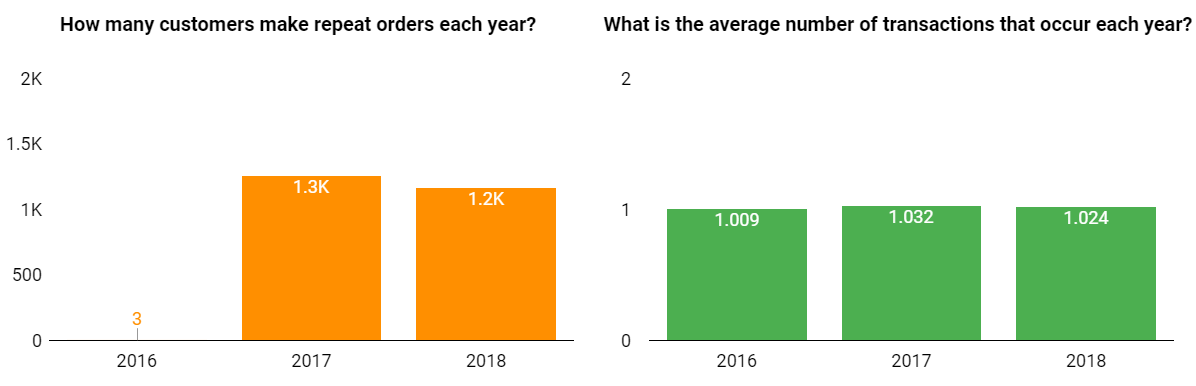 How many customers make repeat orders each year?
2K
1.5K
1K
500
0
3
1.3K
1.2K
2016
2017
2018
What is the average number of transactions that occur each year?
2
1
0
1.009
1.032
1.024
2016
2017
2018